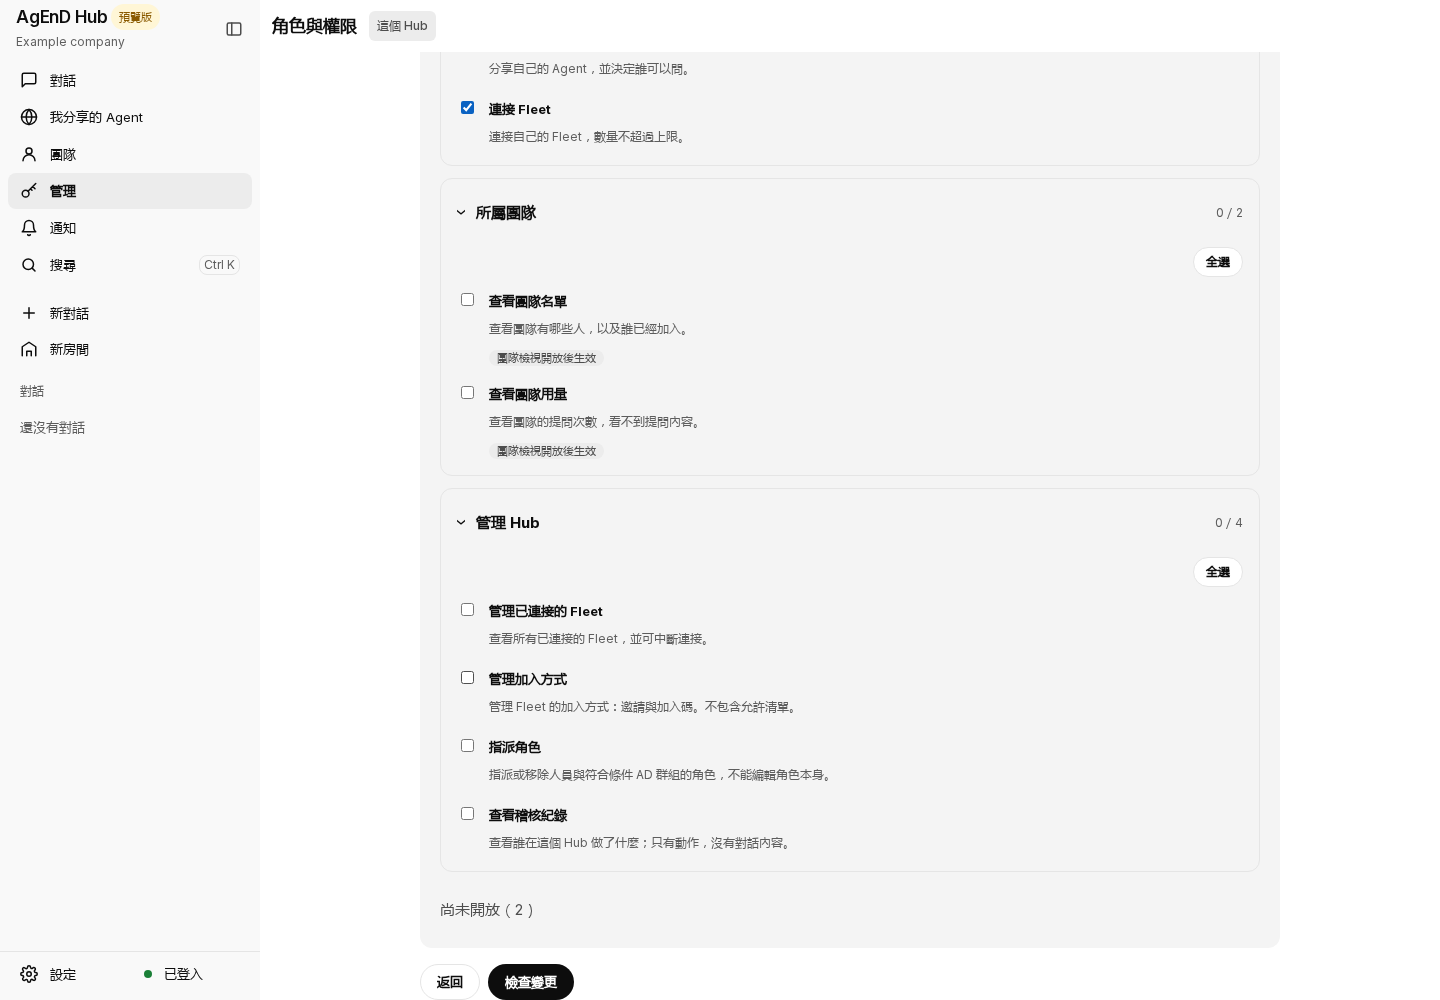 AgEnD Hub 預覽版
Example company
對話
我分享的 Agent
團隊
管理
通知
搜尋 Ctrl K
新對話
新房間
對話
還沒有對話
設定 已登入
角色與權限 這個 Hub
分享自己的 Agent，並決定誰可以問。
連接 Fleet
連接自己的 Fleet，數量不超過上限。
所屬團隊 0 / 2
全選
查看團隊名單
查看團隊有哪些人，以及誰已經加入。
團隊檢視開放後生效
查看團隊用量
查看團隊的提問次數，看不到提問內容。
團隊檢視開放後生效
管理 Hub 0 / 4
全選
管理已連接的 Fleet
查看所有已連接的 Fleet，並可中斷連接。
管理加入方式
管理 Fleet 的加入方式：邀請與加入碼。不包含允許清單。
指派角色
指派或移除人員與符合條件 AD 群組的角色，不能編輯角色本身。
查看稽核紀錄
查看誰在這個 Hub 做了什麼；只有動作，沒有對話內容。
尚未開放（2）
返回 檢查變更